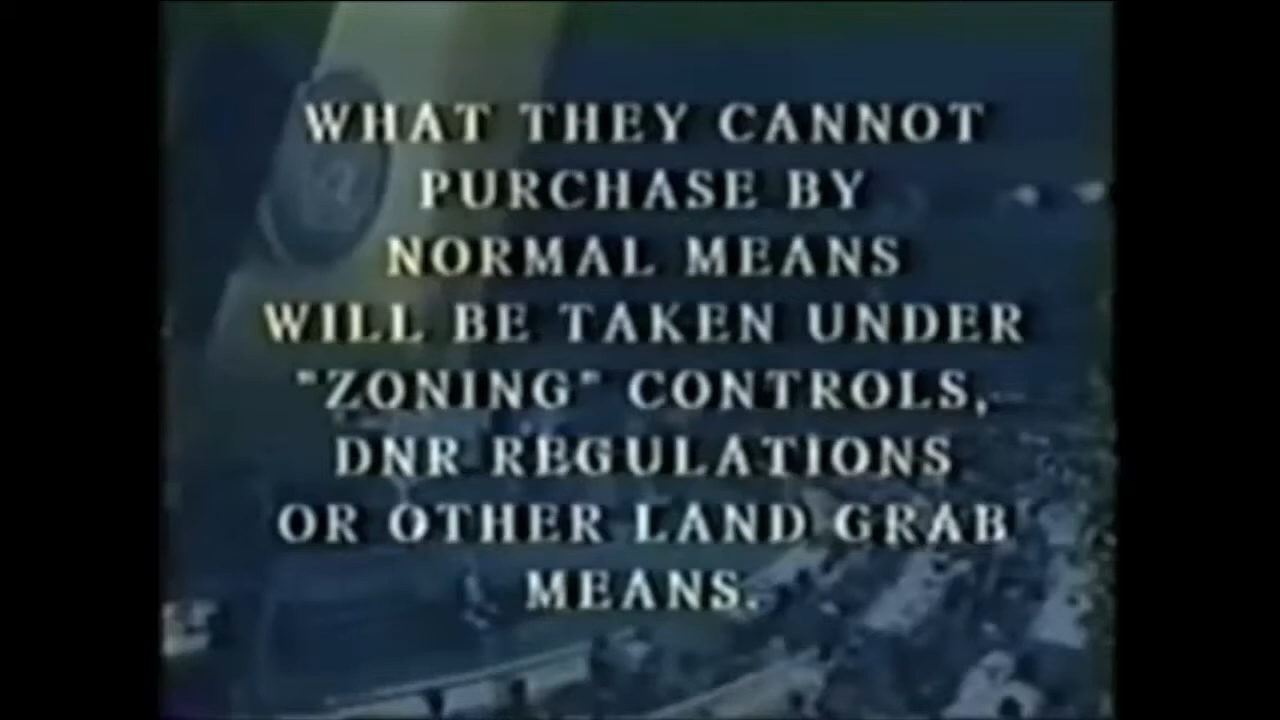 WHAT THEY CANNOT
PURCHASE BY
NORMAL MEANS
WILL BE TAKEN UNDER
"ZONING" CONTROLS,
DNR REGULATIONS
OR OTHER LAND GRAB
MEANS.